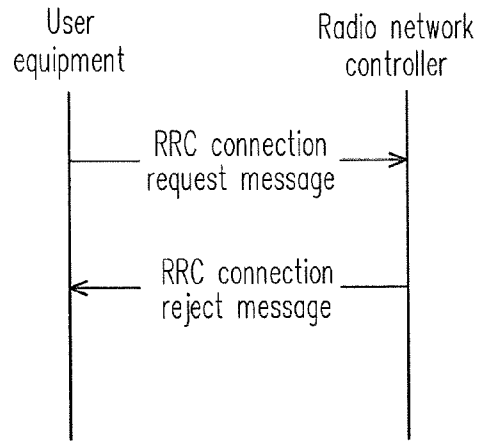 User
equipment
Radio network
controller
RRC connection
request message
RRC connection
reject message